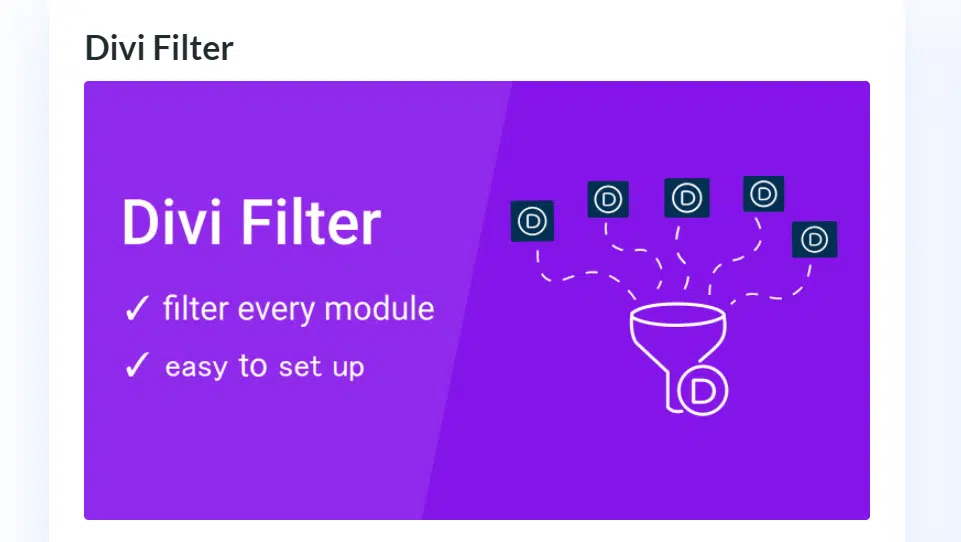 Divi Filter
Divi Filter
✓ filter every module
✓ easy to set up
D
D
D
D
D
D